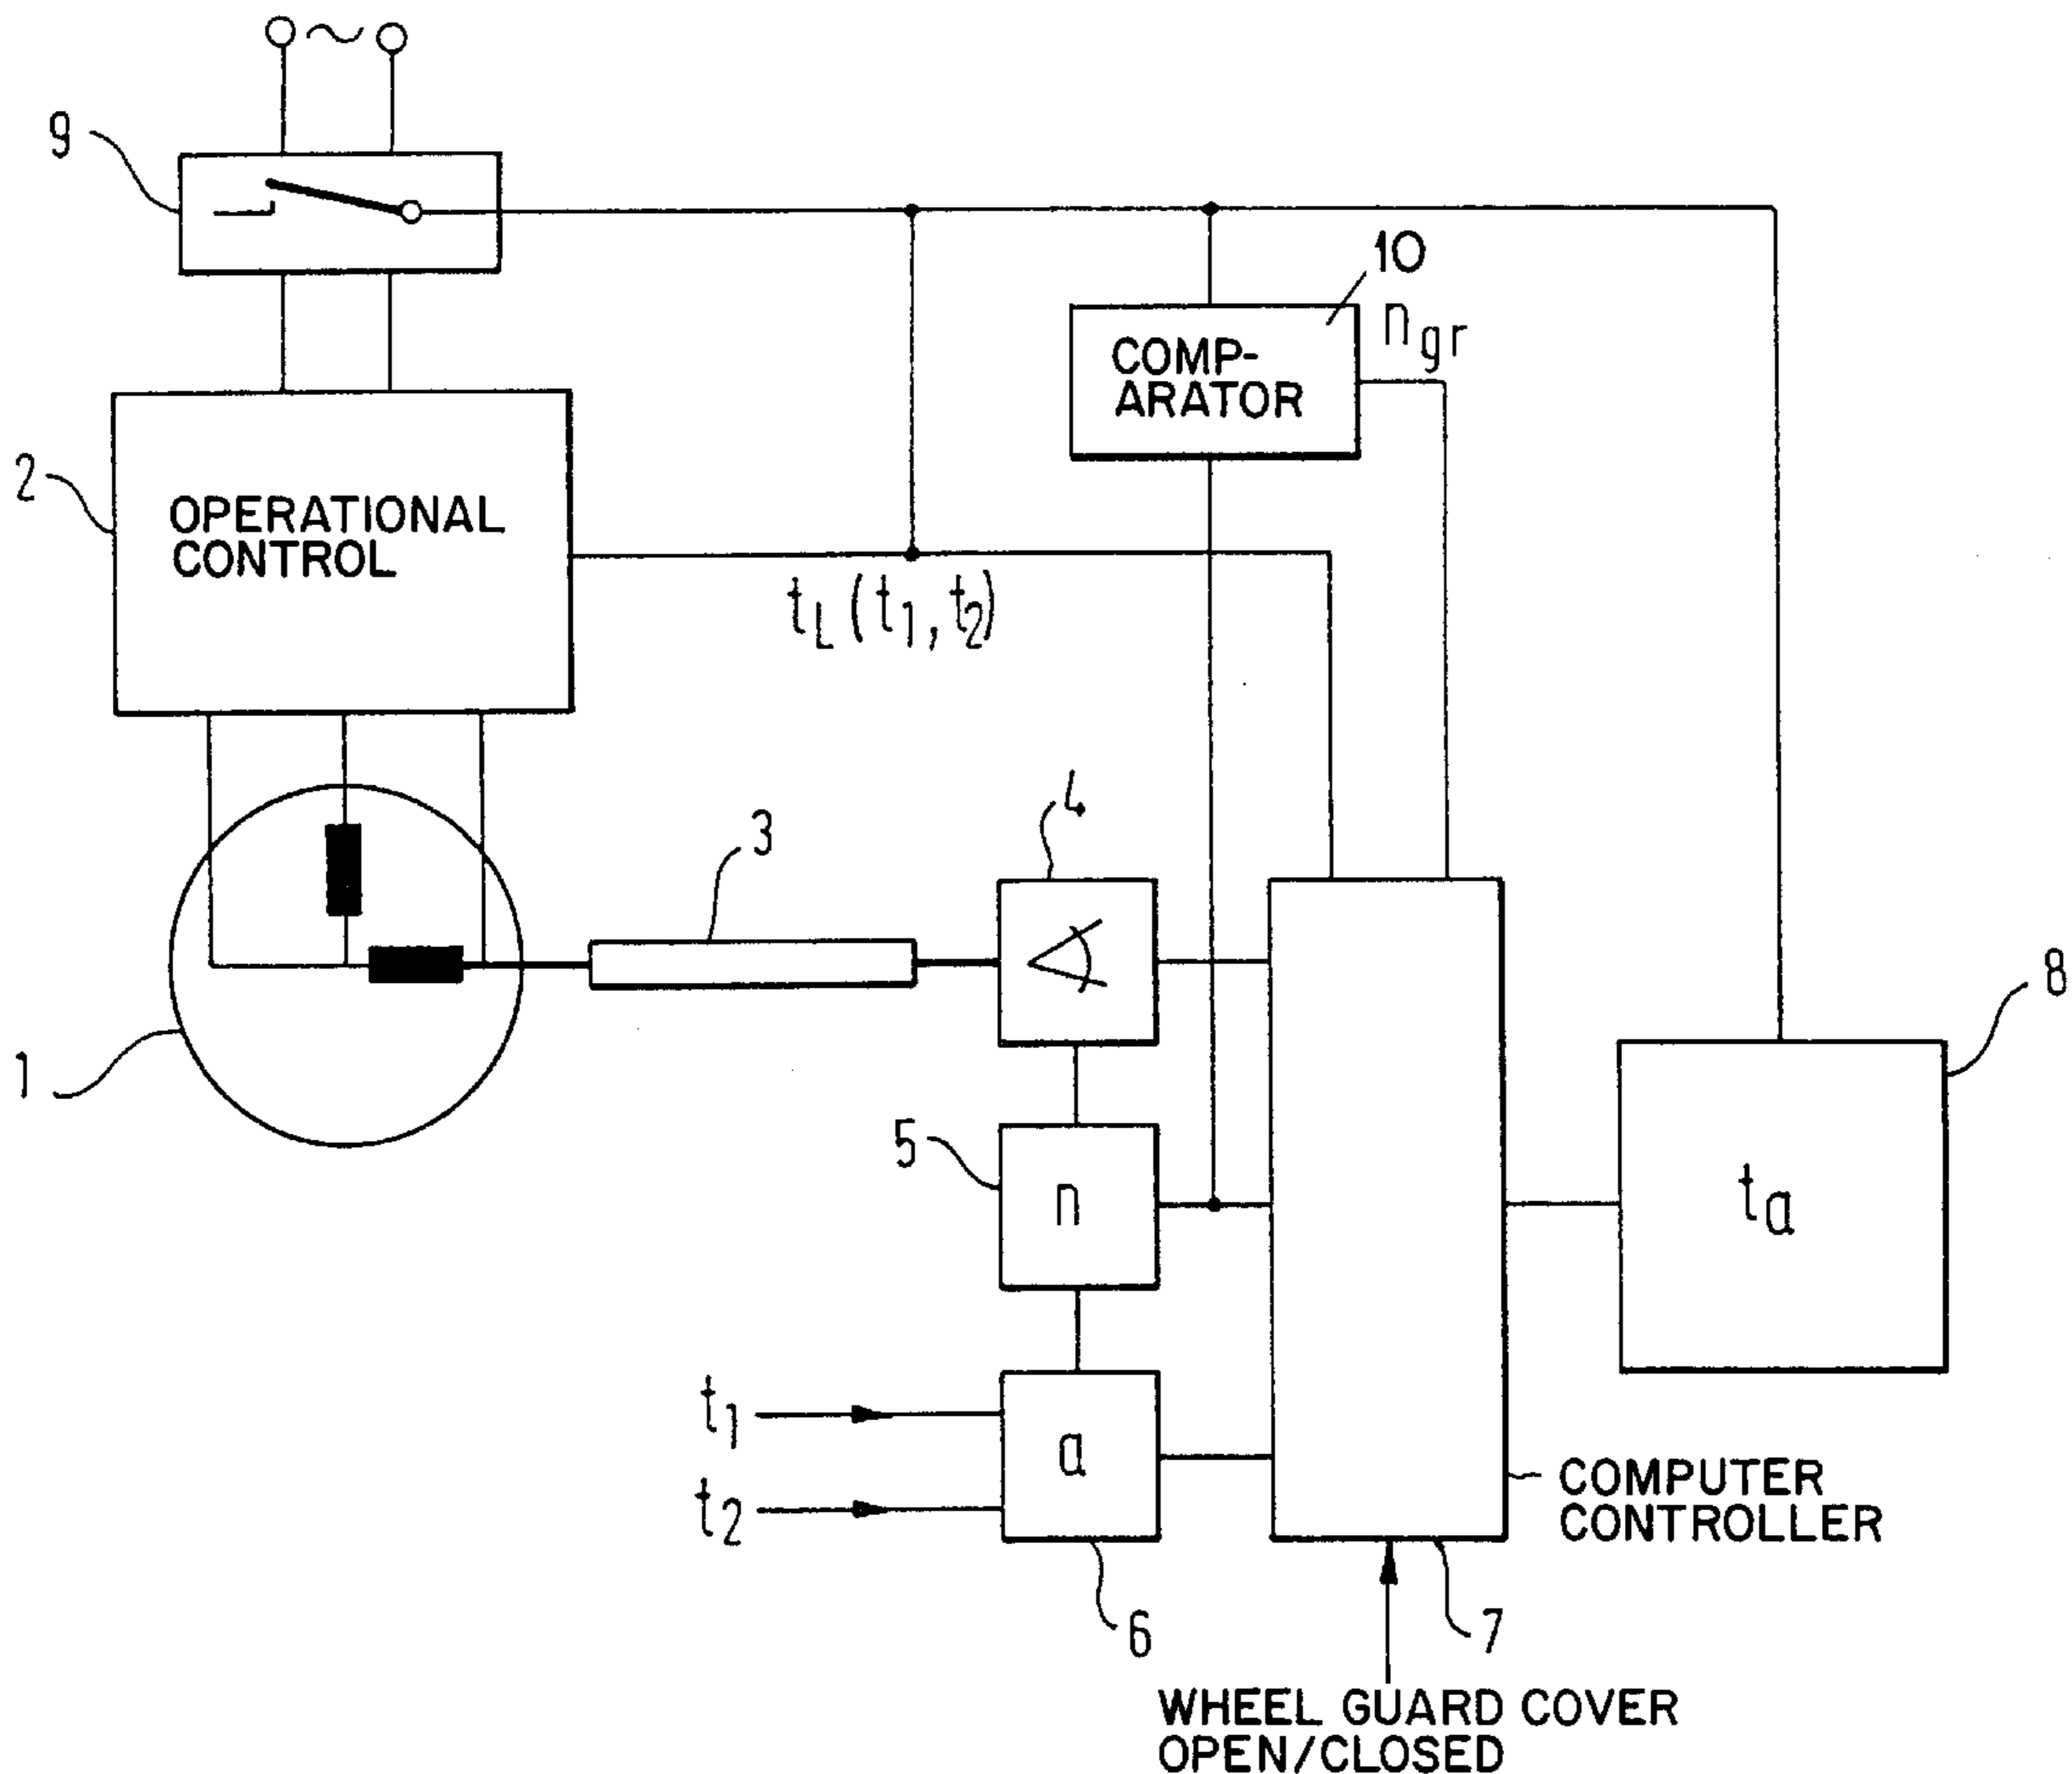 ~
9
10
n_gr
COMP-
ARATOR
2
OPERATIONAL
CONTROL
t_L (t_1, t_2)
4
3
8
1
5
n
t_a
t_1
a
t_2
COMPUTER
CONTROLLER
6
7
WHEEL GUARD COVER
OPEN/CLOSED